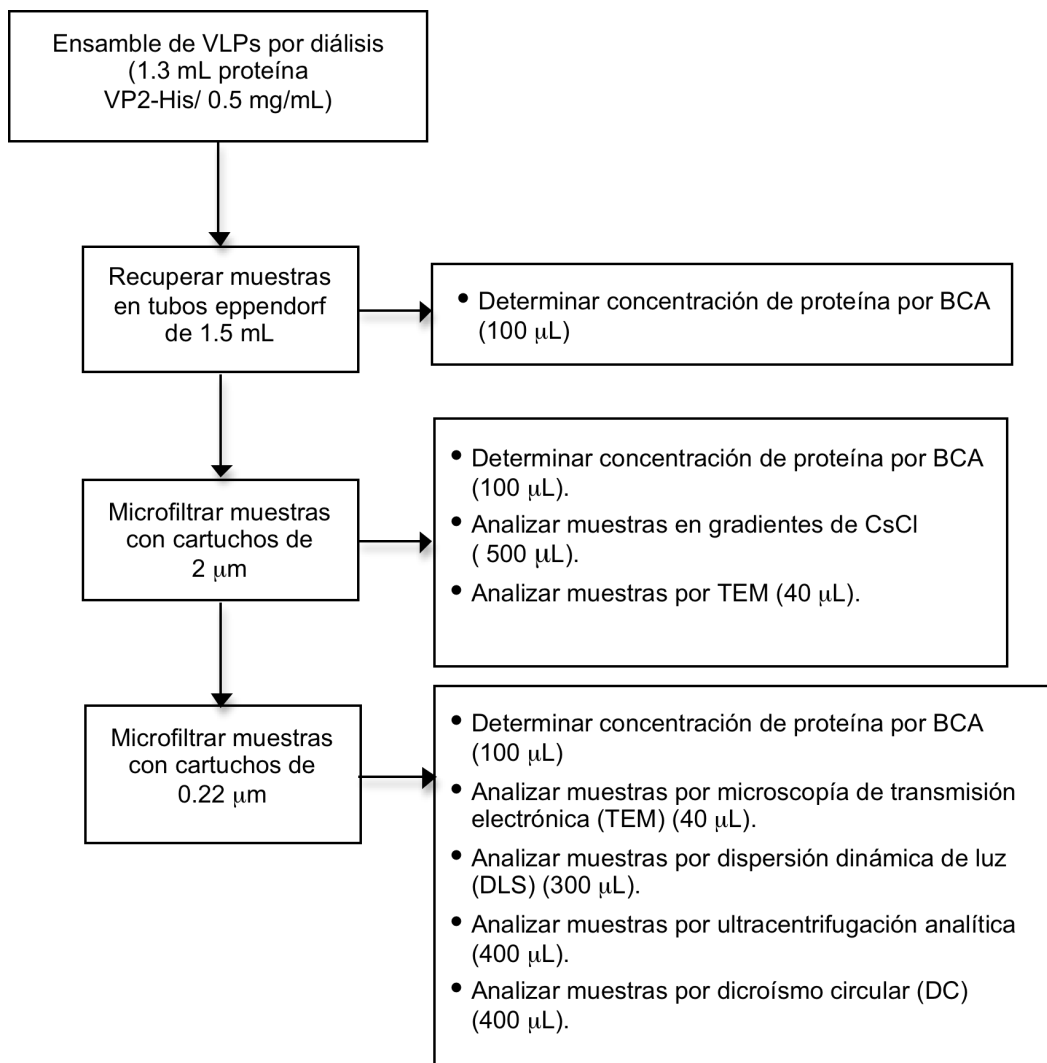 Ensamble de VLPs por diálisis
(1.3 mL proteína
VP2-His/ 0.5 mg/mL)
Recuperar muestras
en tubos eppendorf
de 1.5 mL
• Determinar concentración de proteína por BCA
(100 μL)
Microfiltrar muestras
con cartuchos de
2 μm
• Determinar concentración de proteína por BCA
(100 μL).
• Analizar muestras en gradientes de CsCl
( 500 μL).
• Analizar muestras por TEM (40 μL).
Microfiltrar muestras
con cartuchos de
0.22 μm
• Determinar concentración de proteína por BCA
(100 μL)
• Analizar muestras por microscopía de transmisión
electrónica (TEM) (40 μL).
• Analizar muestras por dispersión dinámica de luz
(DLS) (300 μL).
• Analizar muestras por ultracentrifugación analítica
(400 μL).
• Analizar muestras por dicroísmo circular (DC)
(400 μL).